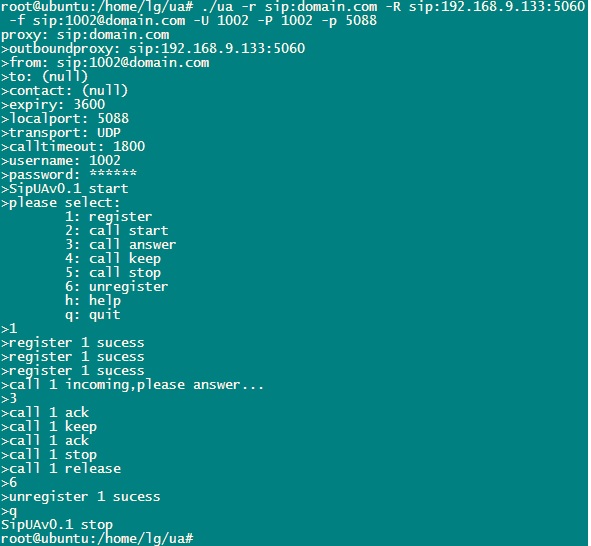 root@ubuntu:/home/lg/ua# ./ua -r sip:domain.com -R sip:192.168.9.133:5060
-f sip:1002@domain.com -U 1002 -P 1002 -p 5088
proxy: sip:domain.com
>outboundproxy: sip:192.168.9.133:5060
>from: sip:1002@domain.com
>to: (null)
>contact: (null)
>expiry: 3600
>localport: 5088
>transport: UDP
>calltimeout: 1800
>username: 1002
>password: ******
>SipUAv0.1 start
>please select:
1: register
2: call start
3: call answer
4: call keep
5: call stop
6: unregister
h: help
q: quit
>1
>register 1 sucess
>register 1 sucess
>register 1 sucess
>call 1 incoming,please answer...
>3
>call 1 ack
>call 1 keep
>call 1 ack
>call 1 stop
>call 1 release
>6
>unregister 1 sucess
>q
SipUAv0.1 stop
root@ubuntu:/home/lg/ua#